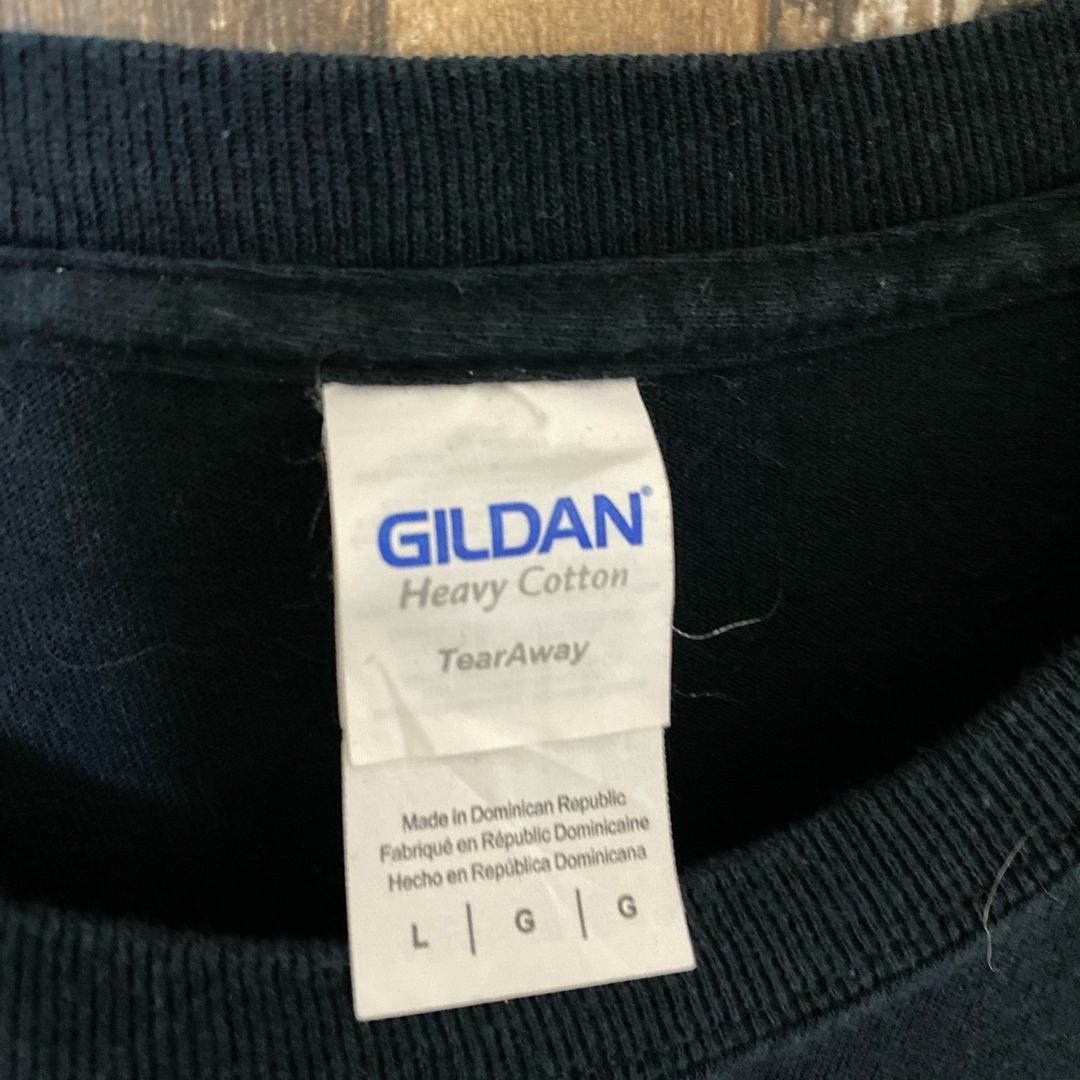 GILDAN®
Heavy Cotton
TearAway
Made in Dominican Republic
Fabriqué en Républic Dominicaine
Hecho en República Dominicana
L | G | G